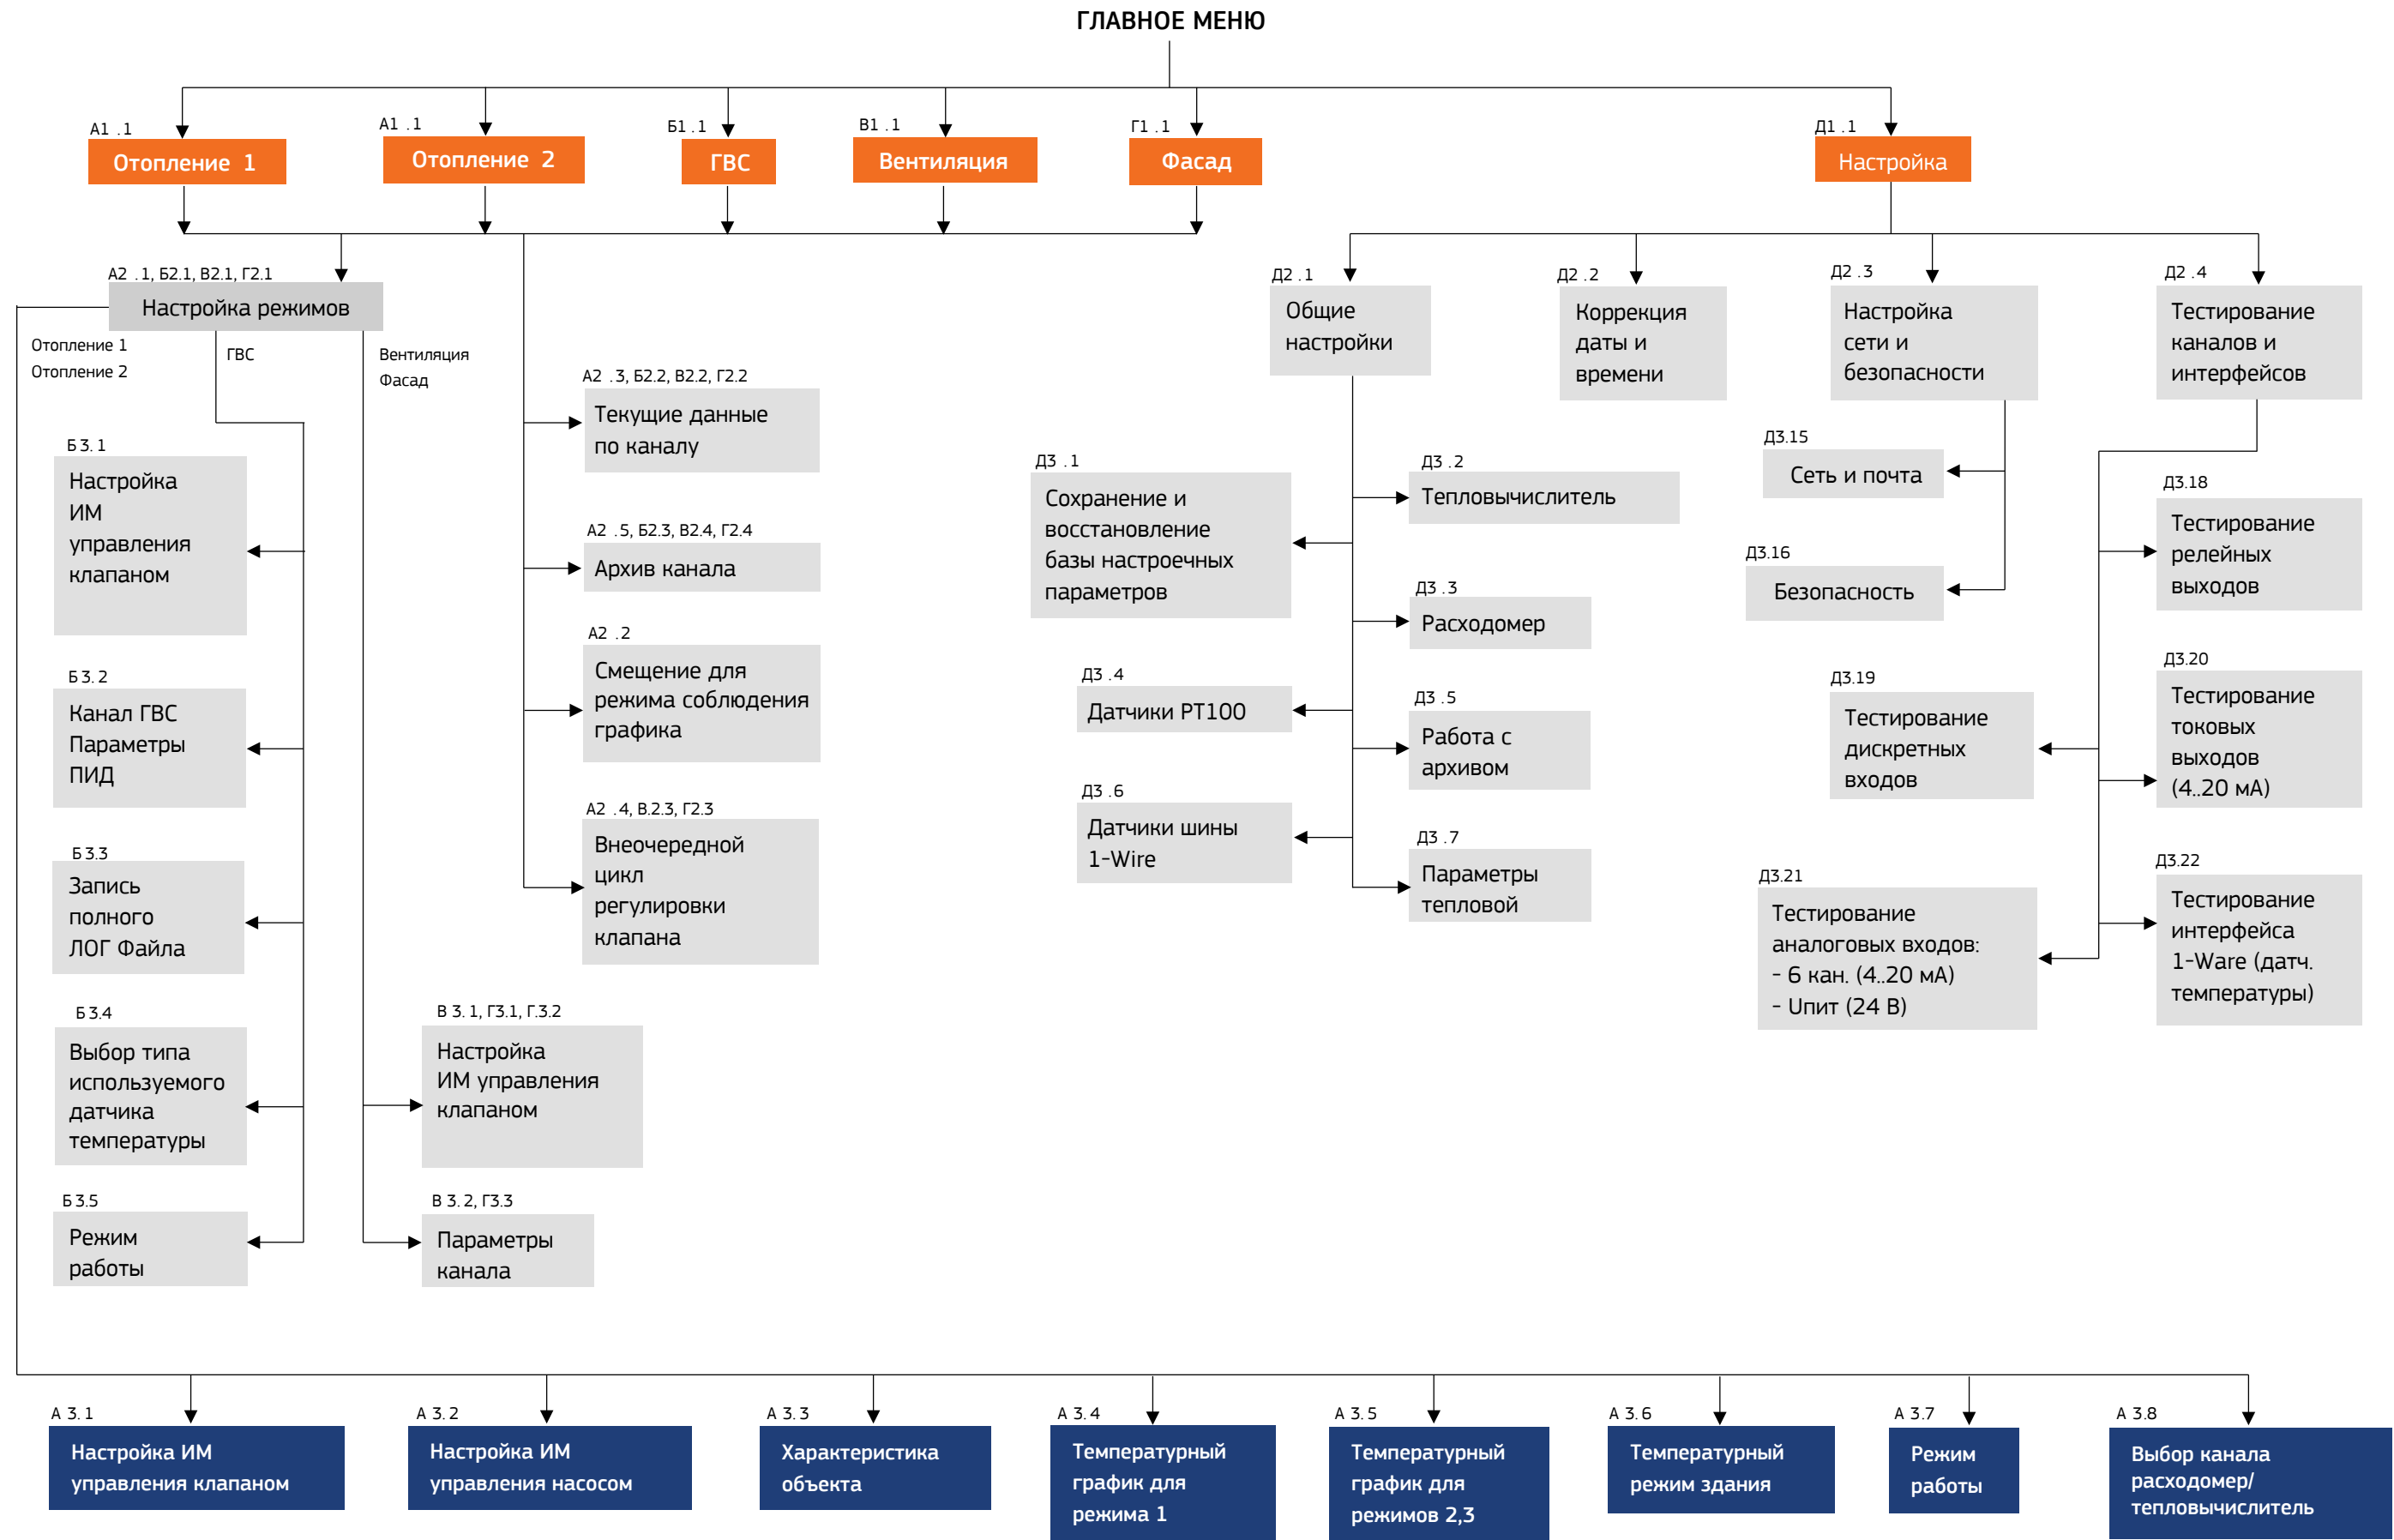 ГЛАВНОЕ МЕНЮ
А1 .1
Отопление 1
А1 .1
Отопление 2
Б1 .1
ГВС
В1 .1
Вентиляция
Г1 .1
Фасад
Д1 .1
Настройка
А2 .1, Б2.1, В2.1, Г2.1
Настройка режимов
Отопление 1
Отопление 2
ГВС
Вентиляция
Фасад
Б 3. 1
Настройка
ИМ
управления
клапаном
Б 3. 2
Канал ГВС
Параметры
ПИД
Б 3.3
Запись
полного
ЛОГ Файла
Б 3.4
Выбор типа
используемого
датчика
температуры
Б 3.5
Режим
работы
А2 .3, Б2.2, В2.2, Г2.2
Текущие данные
по каналу
А2 .5, Б2.3, В2.4, Г2.4
Архив канала
А2 .2
Смещение для
режима соблюдения
графика
А2 .4, В.2.3, Г2.3
Внеочередной
цикл
регулировки
клапана
В 3. 1, Г3.1, Г.3.2
Настройка
ИМ управления
клапаном
В 3. 2, Г3.3
Параметры
канала
Д2 .1
Общие
настройки
Д2 .2
Коррекция
даты и
времени
Д2 .3
Настройка
сети и
безопасности
Д2 .4
Тестирование
каналов и
интерфейсов
Д3 .1
Сохранение и
восстановление
базы настроечных
параметров
Д3 .2
Тепловычислитель
Д3 .3
Расходомер
Д3 .4
Датчики PT100
Д3 .5
Работа с
архивом
Д3 .6
Датчики шины
1-Wire
Д3 .7
Параметры
тепловой
Д3.15
Сеть и почта
Д3.16
Безопасность
Д3.18
Тестирование
релейных
выходов
Д3.19
Тестирование
дискретных
входов
Д3.20
Тестирование
токовых
выходов
(4..20 мА)
Д3.21
Тестирование
аналоговых входов:
- 6 кан. (4..20 мА)
- Uпит (24 В)
Д3.22
Тестирование
интерфейса
1-Ware (датч.
температуры)
А 3. 1
Настройка ИМ
управления клапаном
А 3. 2
Настройка ИМ
управления насосом
А 3. 3
Характеристика
объекта
А 3. 4
Температурный
график для
режима 1
А 3. 5
Температурный
график для
режимов 2,3
А 3. 6
Температурный
режим здания
А 3.7
Режим
работы
А 3.8
Выбор канала
расходомер/
тепловычислитель